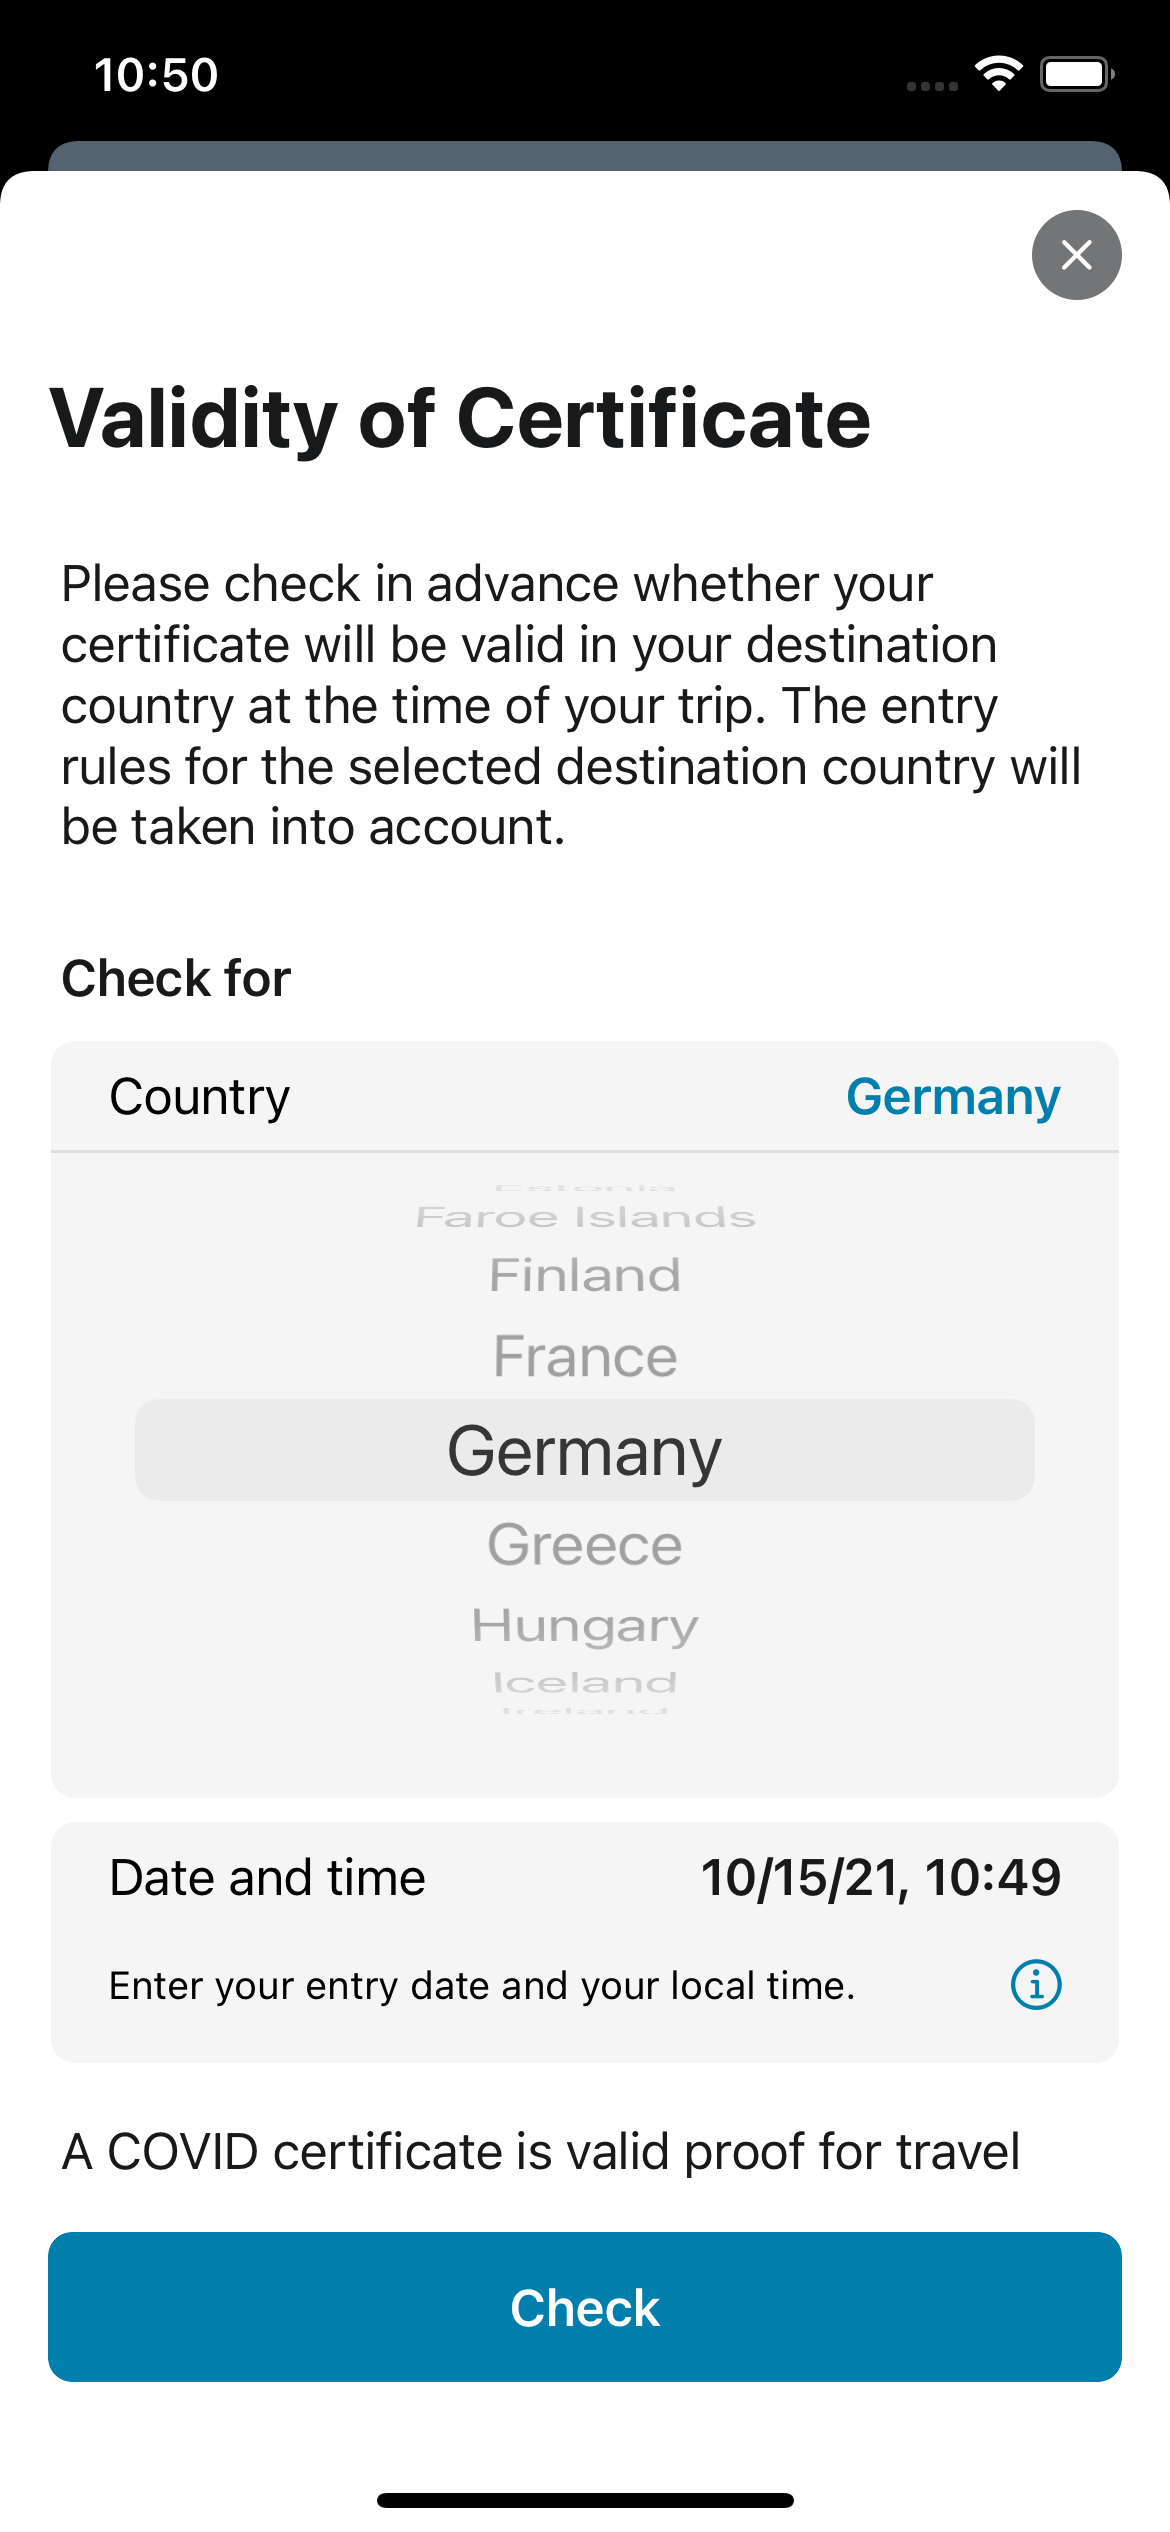 10:50
Validity of Certificate
Please check in advance whether your
certificate will be valid in your destination
country at the time of your trip. The entry
rules for the selected destination country will
be taken into account.
Check for
Country Germany
Estonia
Faroe Islands
Finland
France
Germany
Greece
Hungary
Iceland
Ireland
Date and time 10/15/21, 10:49
Enter your entry date and your local time.
A COVID certificate is valid proof for travel
Check